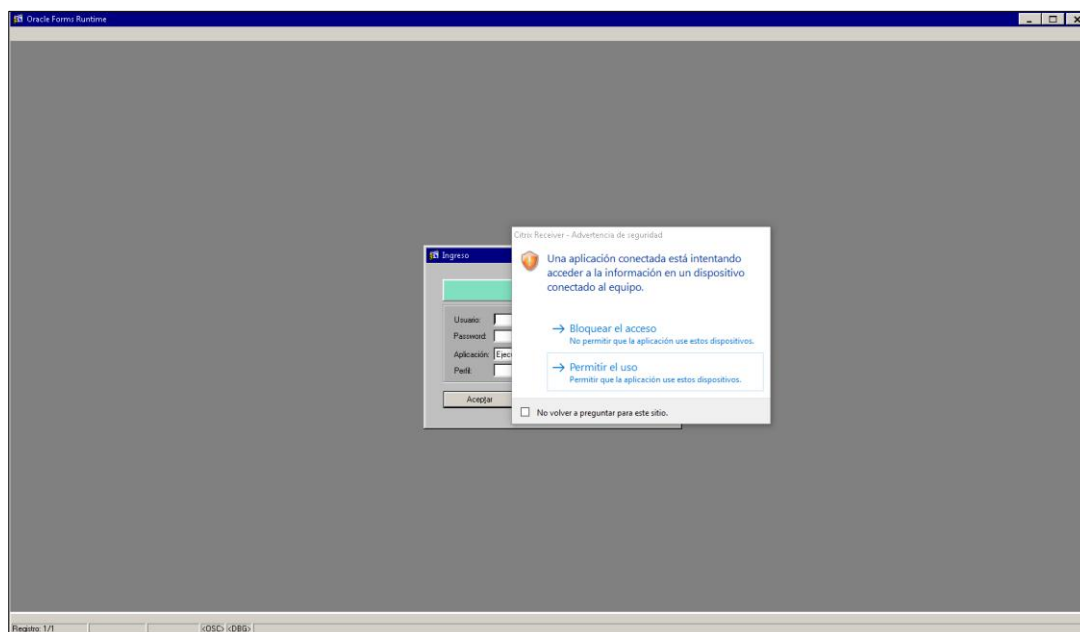 Oracle Forms Runtime
Citrix Receiver - Advertencia de seguridad
Una aplicación conectada está intentando
acceder a la información en un dispositivo
conectado al equipo.
Bloquear el acceso
No permitir que la aplicación use estos dispositivos.
Permitir el uso
Permitir que la aplicación use estos dispositivos.
No volver a preguntar para este sitio.
Ingreso
Usuario:
Password:
Aplicación: Ejec
Perfil:
Aceptar
Registro: 1/1 <OSC> <DBG>